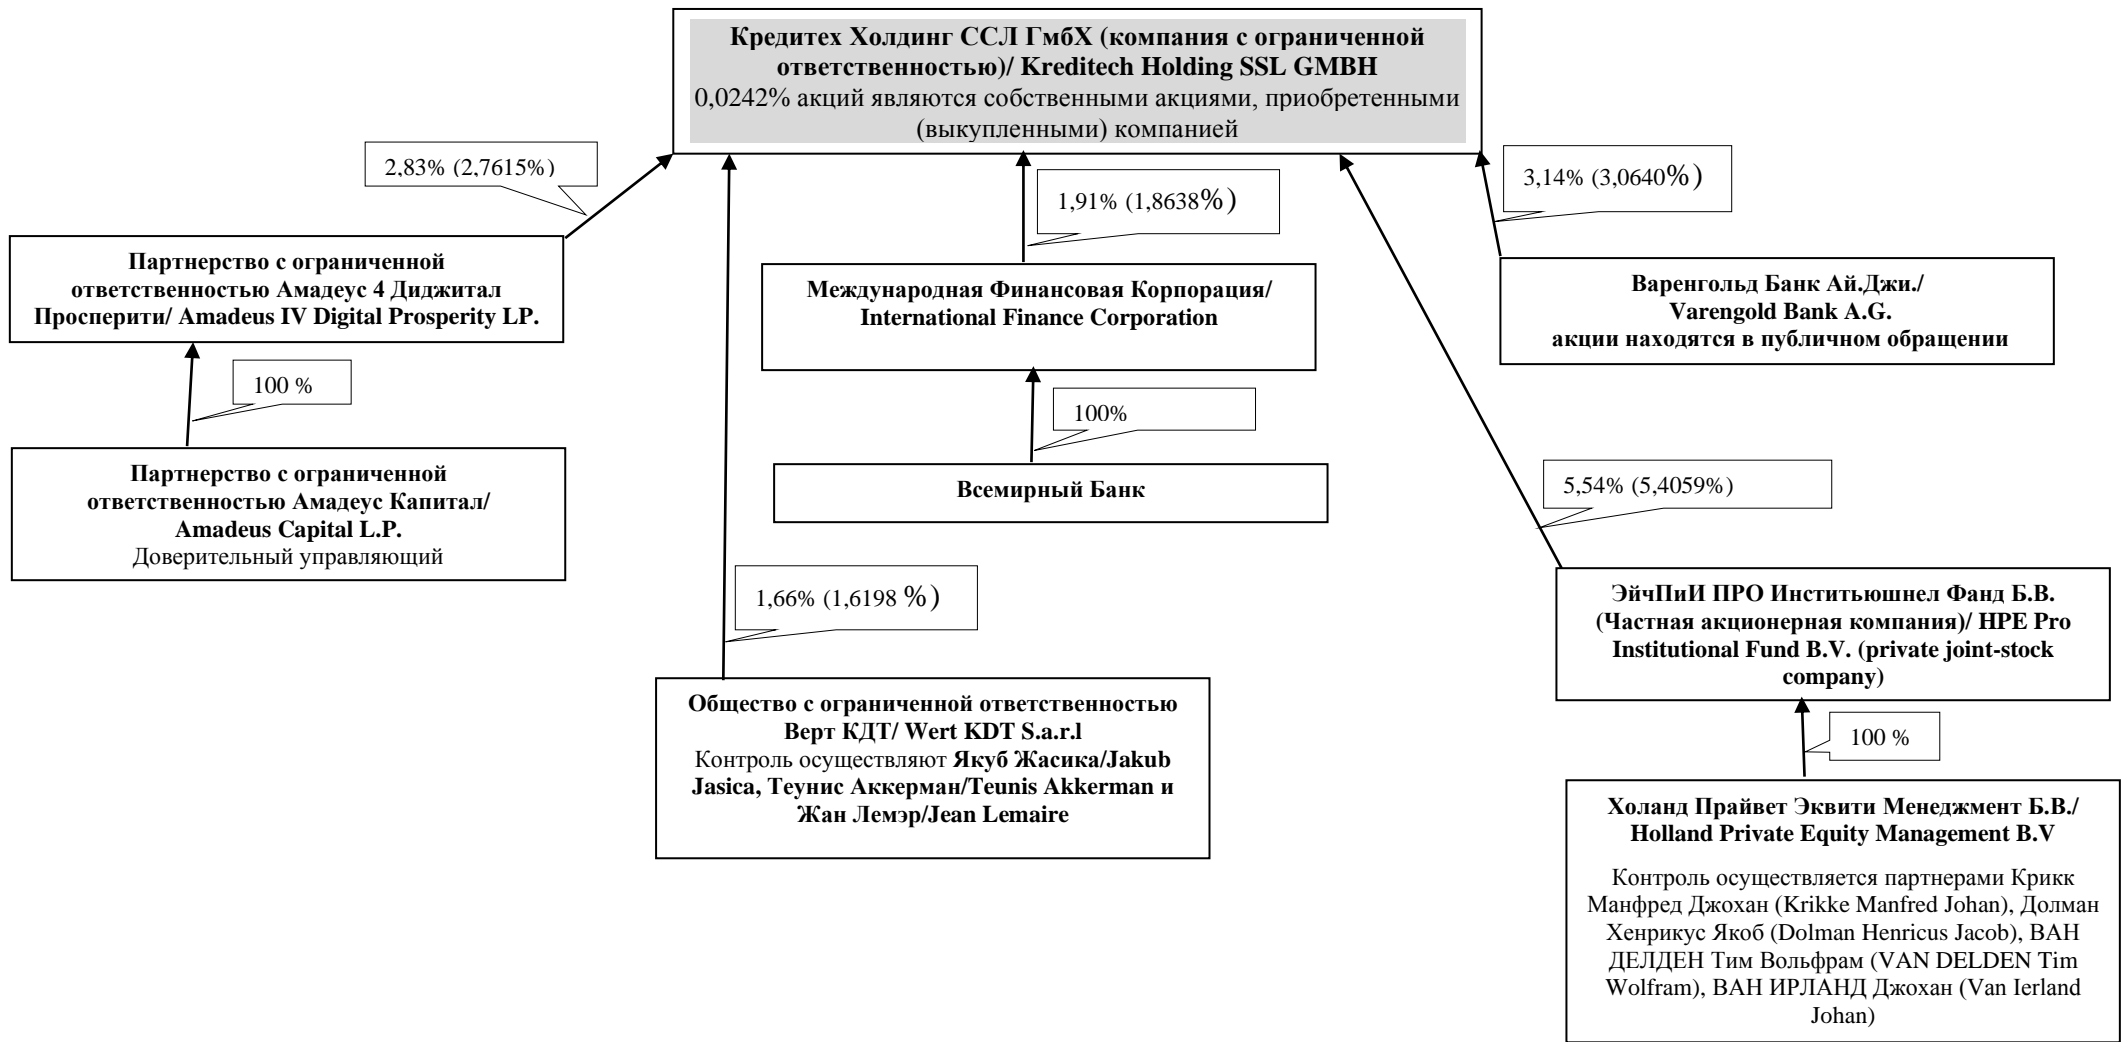 Кредитех Холдинг ССЛ ГмбХ (компания с ограниченной
ответственностью)/ Kreditech Holding SSL GMBH
0,0242% акций являются собственными акциями, приобретенными
(выкупленными) компанией
2,83% (2,7615%)
1,91% (1,8638%)
3,14% (3,0640%)
Партнерство с ограниченной
ответственностью Амадеус 4 Диджитал
Просперити/ Amadeus IV Digital Prosperity LP.
Международная Финансовая Корпорация/
International Finance Corporation
Варенгольд Банк Ай.Джи./
Varengold Bank A.G.
акции находятся в публичном обращении
100 %
100%
Партнерство с ограниченной
ответственностью Амадеус Капитал/
Amadeus Capital L.P.
Доверительный управляющий
Всемирный Банк
5,54% (5,4059%)
1,66% (1,6198 %)
ЭйчПиИ ПРО Инститьюшнел Фанд Б.В.
(Частная акционерная компания)/ HPE Pro
Institutional Fund B.V. (private joint-stock
company)
Общество с ограниченной ответственностью
Верт КДТ/ Wert KDT S.a.r.l
Контроль осуществляют Якуб Жасика/Jakub
Jasica, Теунис Аккерман/Teunis Akkerman и
Жан Лемэр/Jean Lemaire
100 %
Холанд Прайвет Эквити Менеджмент Б.В./
Holland Private Equity Management B.V
Контроль осуществляется партнерами Крикк
Манфред Джохан (Krikke Manfred Johan), Долман
Хенрикус Якоб (Dolman Henricus Jacob), ВАН
ДЕЛДЕН Тим Вольфрам (VAN DELDEN Tim
Wolfram), ВАН ИРЛАНД Джохан (Van Ierland
Johan)